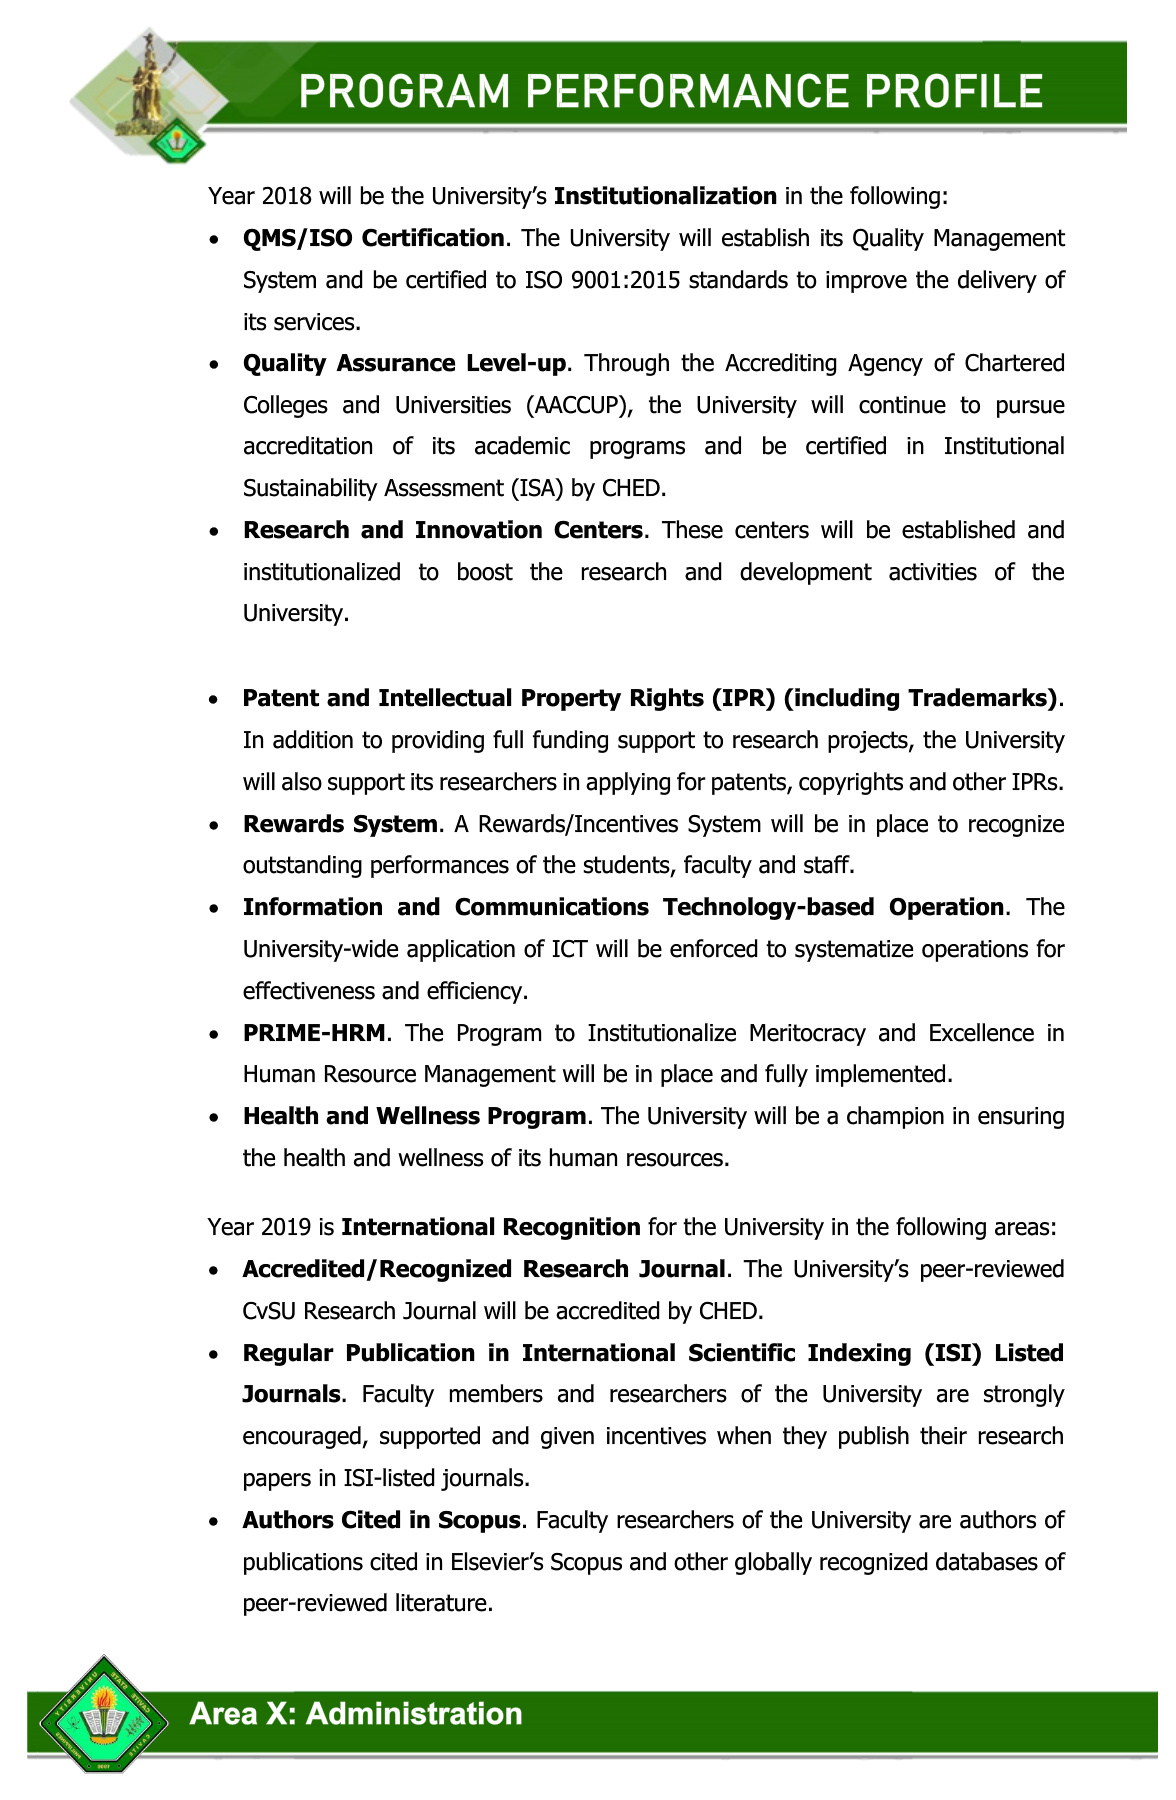 PROGRAM PERFORMANCE PROFILE
Year 2018 will be the University’s Institutionalization in the following:
• QMS/ISO Certification. The University will establish its Quality Management
System and be certified to ISO 9001:2015 standards to improve the delivery of
its services.
• Quality Assurance Level-up. Through the Accrediting Agency of Chartered
Colleges and Universities (AACCUP), the University will continue to pursue
accreditation of its academic programs and be certified in Institutional
Sustainability Assessment (ISA) by CHED.
• Research and Innovation Centers. These centers will be established and
institutionalized to boost the research and development activities of the
University.
• Patent and Intellectual Property Rights (IPR) (including Trademarks).
In addition to providing full funding support to research projects, the University
will also support its researchers in applying for patents, copyrights and other IPRs.
• Rewards System. A Rewards/Incentives System will be in place to recognize
outstanding performances of the students, faculty and staff.
• Information and Communications Technology-based Operation. The
University-wide application of ICT will be enforced to systematize operations for
effectiveness and efficiency.
• PRIME-HRM. The Program to Institutionalize Meritocracy and Excellence in
Human Resource Management will be in place and fully implemented.
• Health and Wellness Program. The University will be a champion in ensuring
the health and wellness of its human resources.
Year 2019 is International Recognition for the University in the following areas:
• Accredited/Recognized Research Journal. The University’s peer-reviewed
CvSU Research Journal will be accredited by CHED.
• Regular Publication in International Scientific Indexing (ISI) Listed
Journals. Faculty members and researchers of the University are strongly
encouraged, supported and given incentives when they publish their research
papers in ISI-listed journals.
• Authors Cited in Scopus. Faculty researchers of the University are authors of
publications cited in Elsevier’s Scopus and other globally recognized databases of
peer-reviewed literature.
Area X: Administration